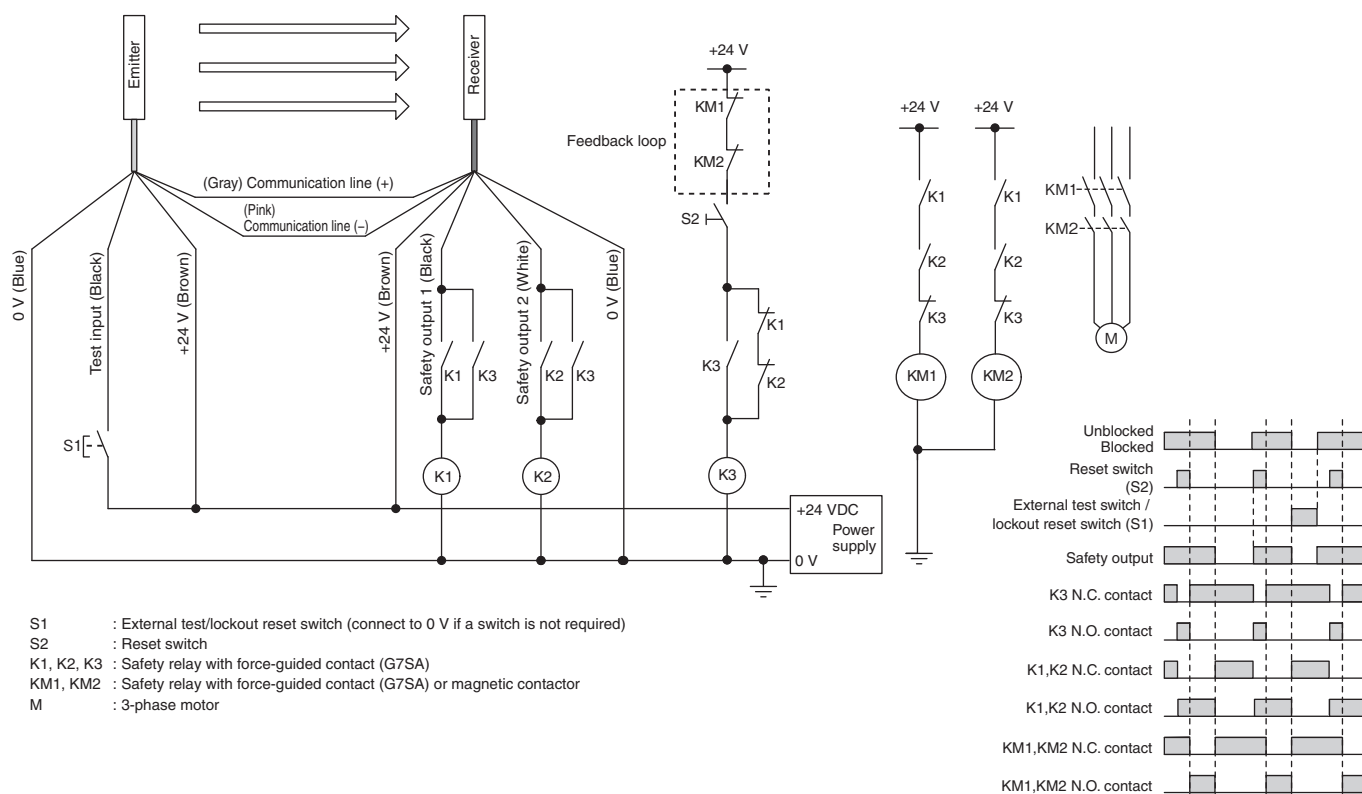 Emitter
Receiver
+24 V
KM1
Feedback loop
KM2
+24 V
+24 V
(Gray) Communication line (+)
(Pink)
Communication line (−)
S2
K1
K1
KM1
KM2
0 V (Blue)
Test input (Black)
+24 V (Brown)
+24 V (Brown)
Safety output 1 (Black)
Safety output 2 (White)
0 V (Blue)
K2
K2
K1
K3
K3
M
K1
K3
K2
K3
K3
K2
KM1
KM2
S1
K1
K2
K3
+24 VDC
Power
supply
0 V
Unblocked
Blocked
Reset switch
(S2)
External test switch /
lockout reset switch (S1)
Safety output
K3 N.C. contact
K3 N.O. contact
K1,K2 N.C. contact
K1,K2 N.O. contact
KM1,KM2 N.C. contact
KM1,KM2 N.O. contact
S1 : External test/lockout reset switch (connect to 0 V if a switch is not required)
S2 : Reset switch
K1, K2, K3 : Safety relay with force-guided contact (G7SA)
KM1, KM2 : Safety relay with force-guided contact (G7SA) or magnetic contactor
M : 3-phase motor